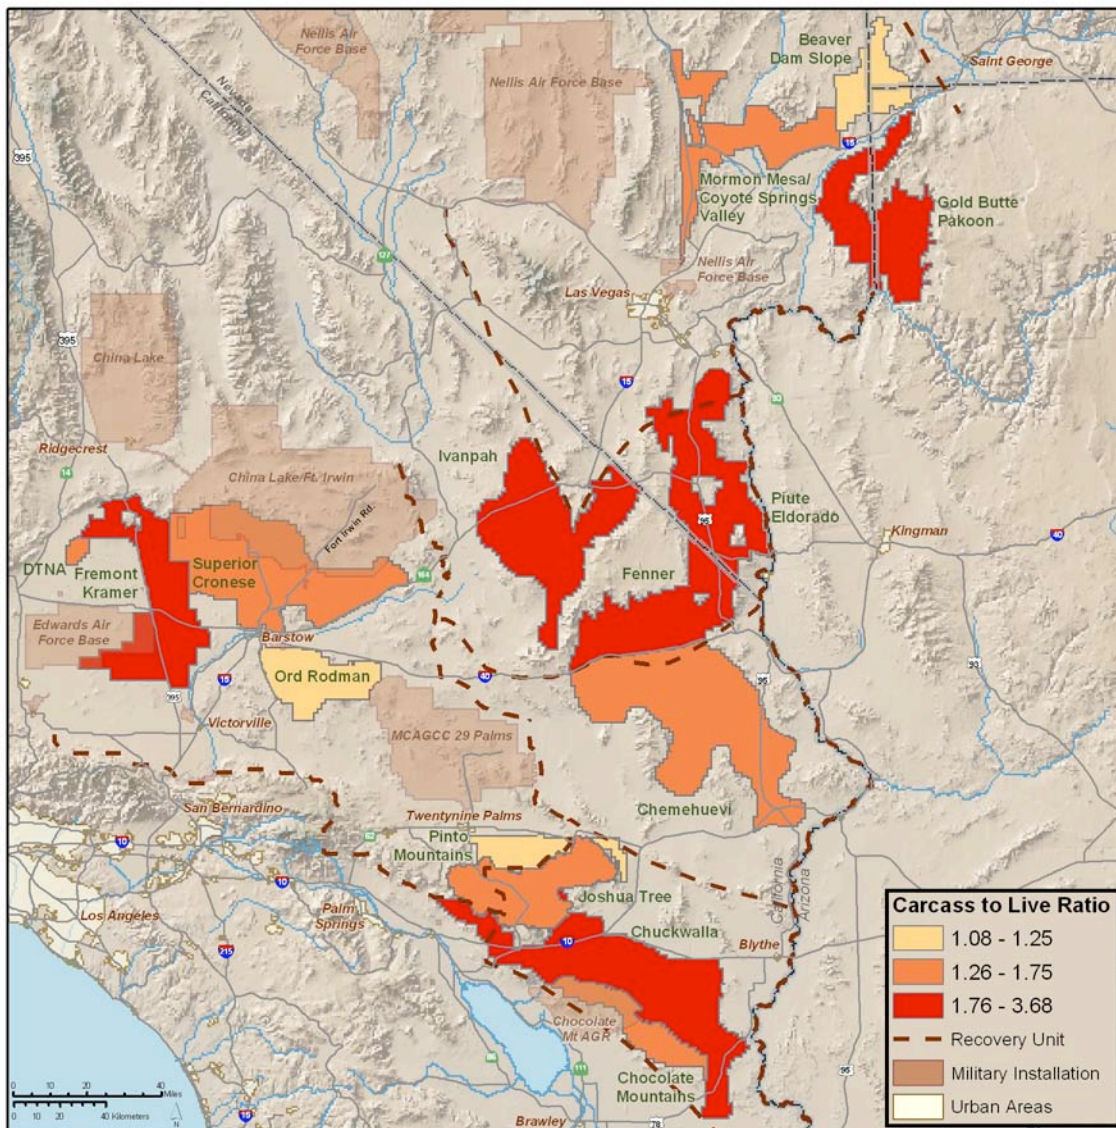 Nellis Air
Force Base
Nellis Air Force Base
Beaver
Dam Slope
Saint George
Nevada
California
395
15
Mormon Mesa/
Coyote Springs
Valley
Gold Butte
Pakoon
127
Nellis Air
Force Base
Las Vegas
395
China Lake
15
93
Ridgecrest
14
Ivanpah
China Lake/Ft. Irwin
Fort Irwin Rd.
Piute
Eldorado
95
Kingman
40
DTNA
Fremont
Kramer
Superior
Cronese
164
Fenner
Edwards Air
Force Base
Barstow
Ord Rodman
40
15
395
95
93
Victorville
MCAGCC 29 Palms
San Bernardino
Twentynine Palms
Chemehuevi
10
62
Pinto
Mountains
California
Arizona
10
Joshua Tree
Los Angeles
Palm
Springs
Chuckwalla
10
Blythe
215
Chocolate
Mt AGR
86
111
Chocolate
Mountains
95
15
Brawley
78
0 20 40
Miles
0 10 20 40 Kilometers
N
Carcass to Live Ratio
1.08 - 1.25
1.26 - 1.75
1.76 - 3.68
Recovery Unit
Military Installation
Urban Areas